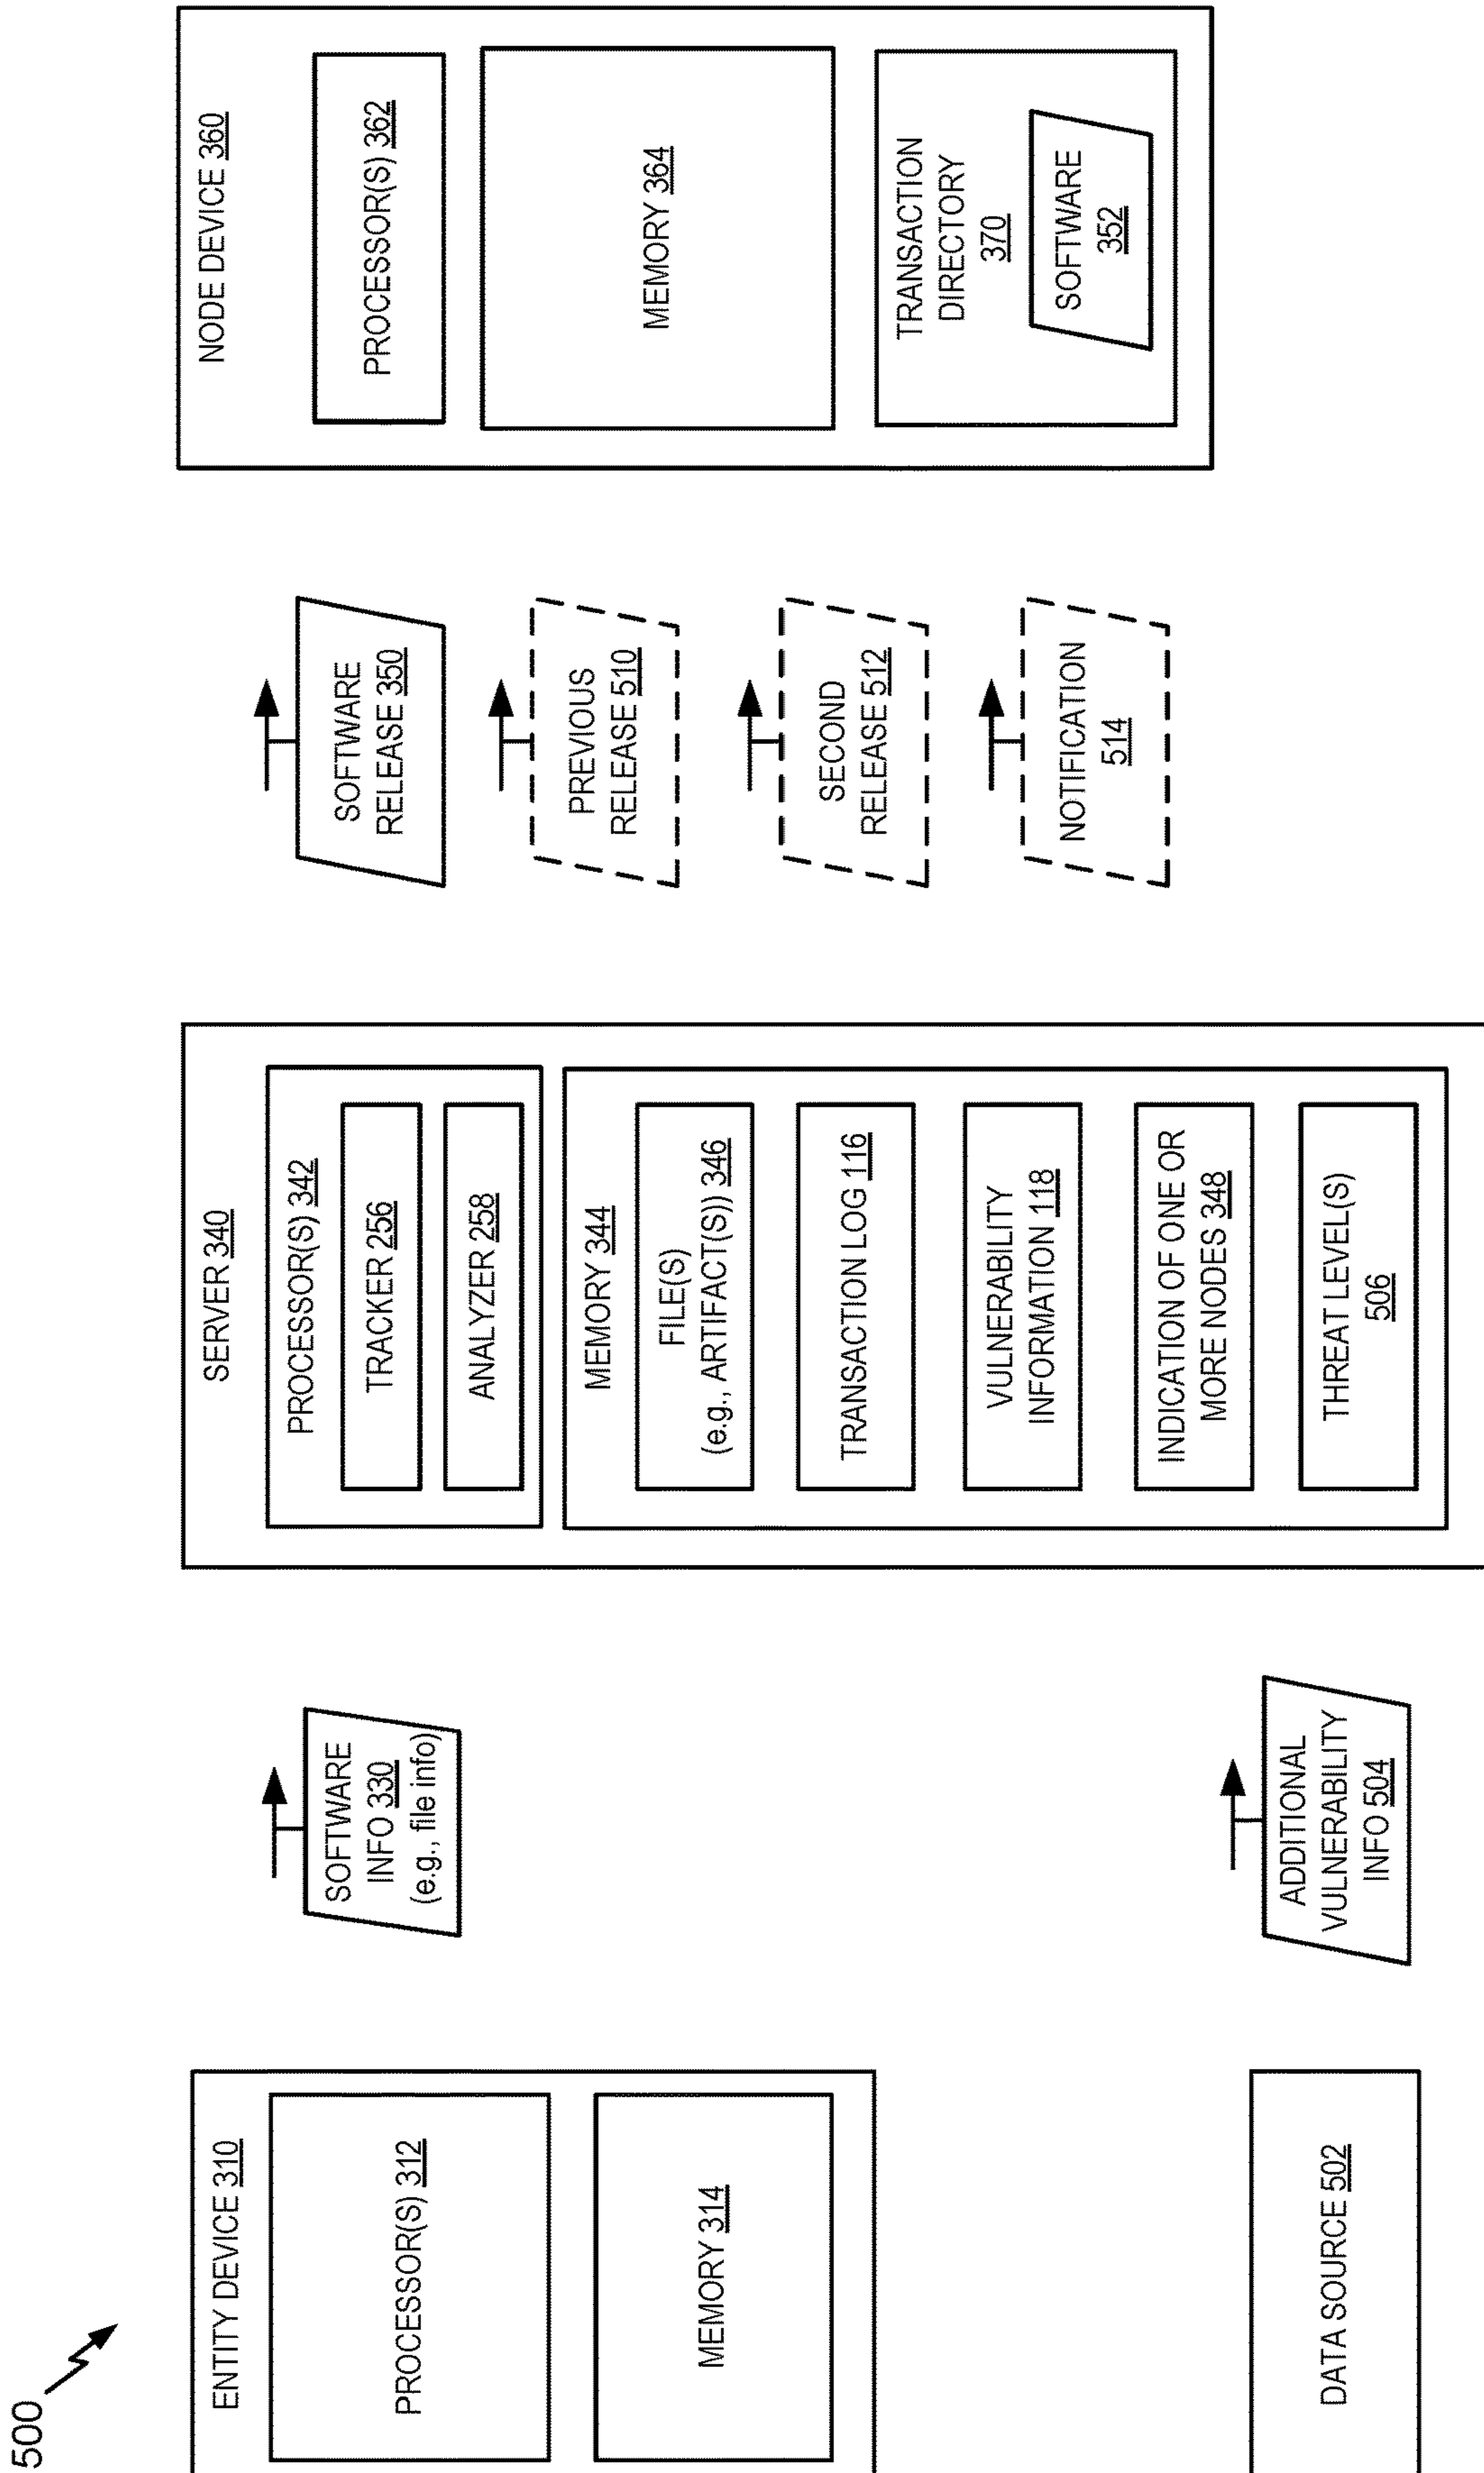 500
ENTITY DEVICE 310
PROCESSOR(S) 312
MEMORY 314
DATA SOURCE 502
SOFTWARE
INFO 330
(e.g., file info)
ADDITIONAL
VULNERABILITY
INFO 504
SERVER 340
PROCESSOR(S) 342
TRACKER 256
ANALYZER 258
MEMORY 344
FILE(S)
(e.g., ARTIFACT(S)) 346
TRANSACTION LOG 116
VULNERABILITY
INFORMATION 118
INDICATION OF ONE OR
MORE NODES 348
THREAT LEVEL(S)
506
SOFTWARE
RELEASE 350
PREVIOUS
RELEASE 510
SECOND
RELEASE 512
NOTIFICATION
514
NODE DEVICE 360
PROCESSOR(S) 362
MEMORY 364
TRANSACTION
DIRECTORY
370
SOFTWARE
352